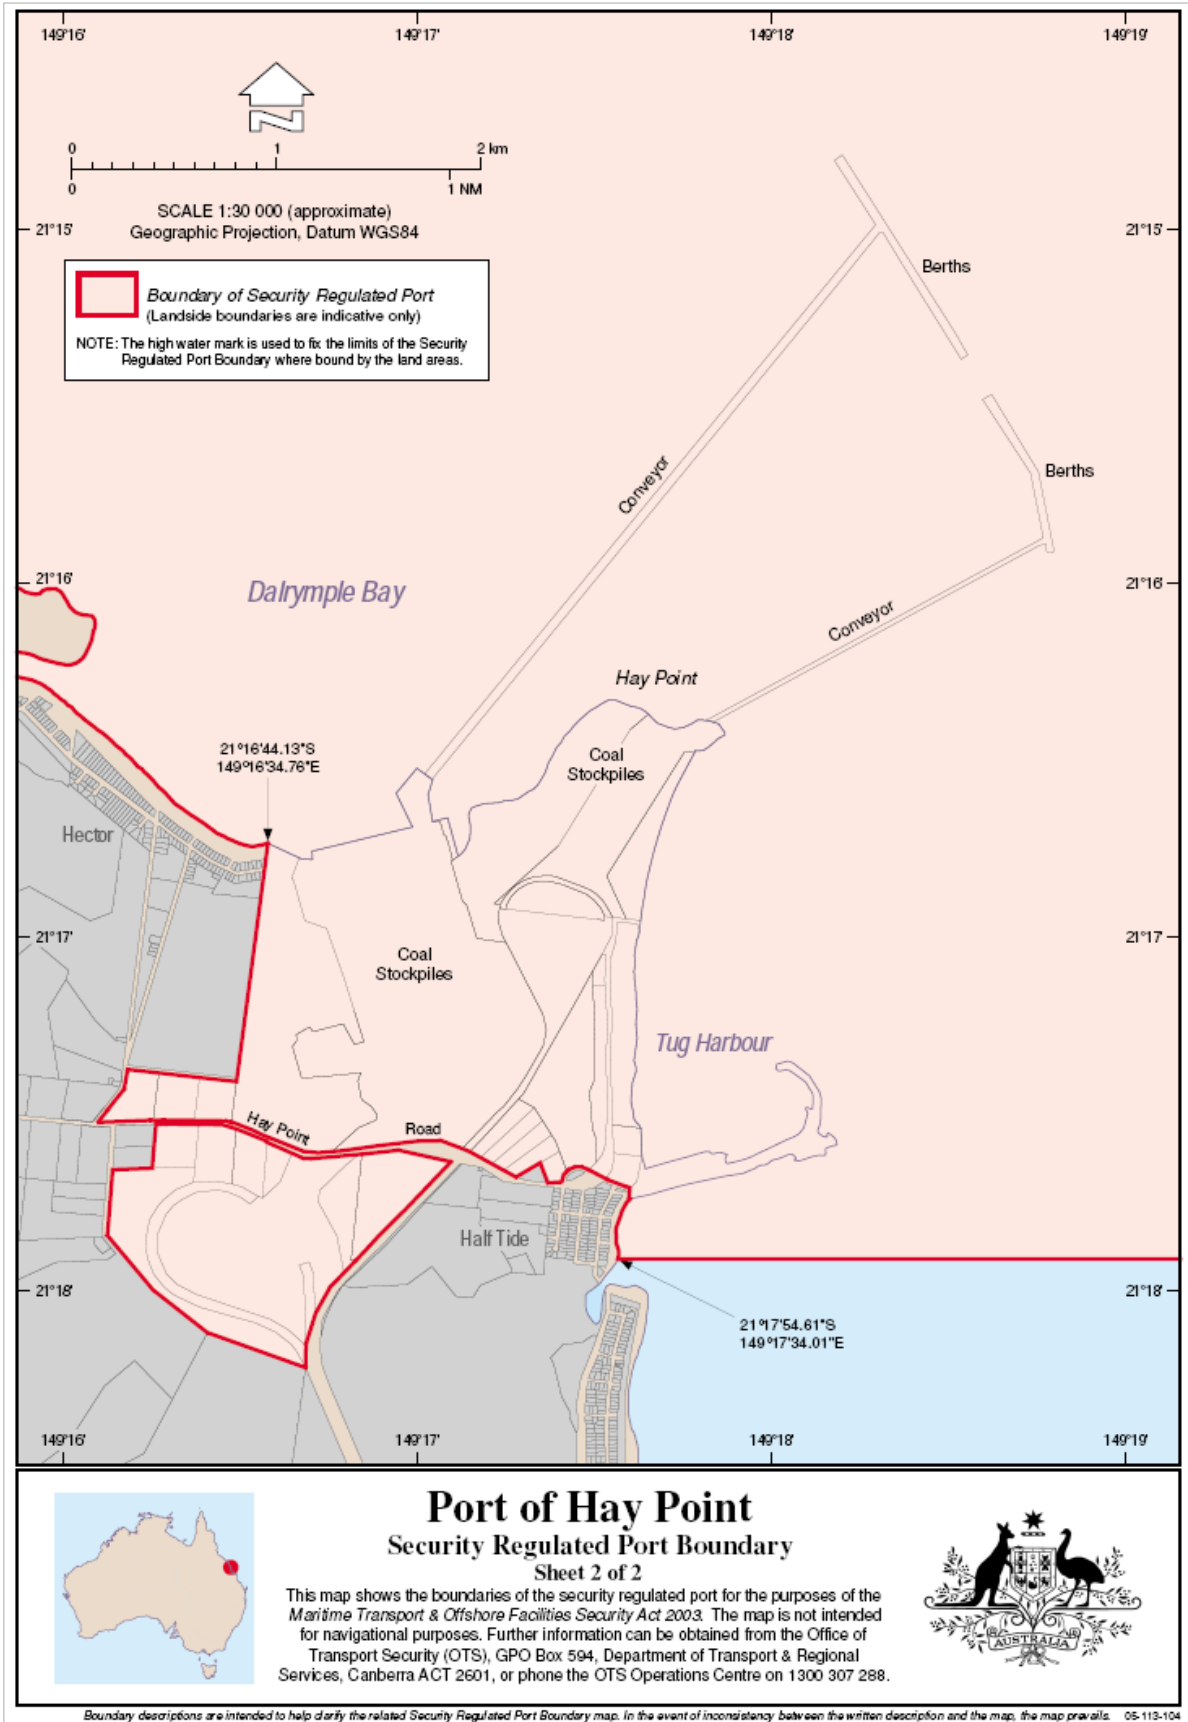 149°16' 149°17' 149°18' 149°19'
0 1 2 km
0 1 NM
SCALE 1:30 000 (approximate)
Geographic Projection, Datum WGS84
21°15' 21°15'
Boundary of Security Regulated Port
(Landside boundaries are indicative only)
NOTE: The high water mark is used to fix the limits of the Security
Regulated Port Boundary where bound by the land areas.
Berths
Berths
Conveyor
21°16' 21°16'
Dalrymple Bay
Conveyor
Hay Point
21°16'44.13"S
149°16'34.76"E
Coal
Stockpiles
Hector
21°17' 21°17'
Coal
Stockpiles
Tug Harbour
Hay Point Road
Half Tide
21°18' 21°18'
21°17'54.61"S
149°17'34.01"E
149°16' 149°17' 149°18' 149°19'
Port of Hay Point
Security Regulated Port Boundary
Sheet 2 of 2
This map shows the boundaries of the security regulated port for the purposes of the
Maritime Transport & Offshore Facilities Security Act 2003. The map is not intended
for navigational purposes. Further information can be obtained from the Office of
Transport Security (OTS), GPO Box 594, Department of Transport & Regional
Services, Canberra ACT 2601, or phone the OTS Operations Centre on 1300 307 288.
AUSTRALIA
Boundary descriptions are intended to help clarify the related Security Regulated Port Boundary map. In the event of inconsistency between the written description and the map, the map prevails. 05-113-104